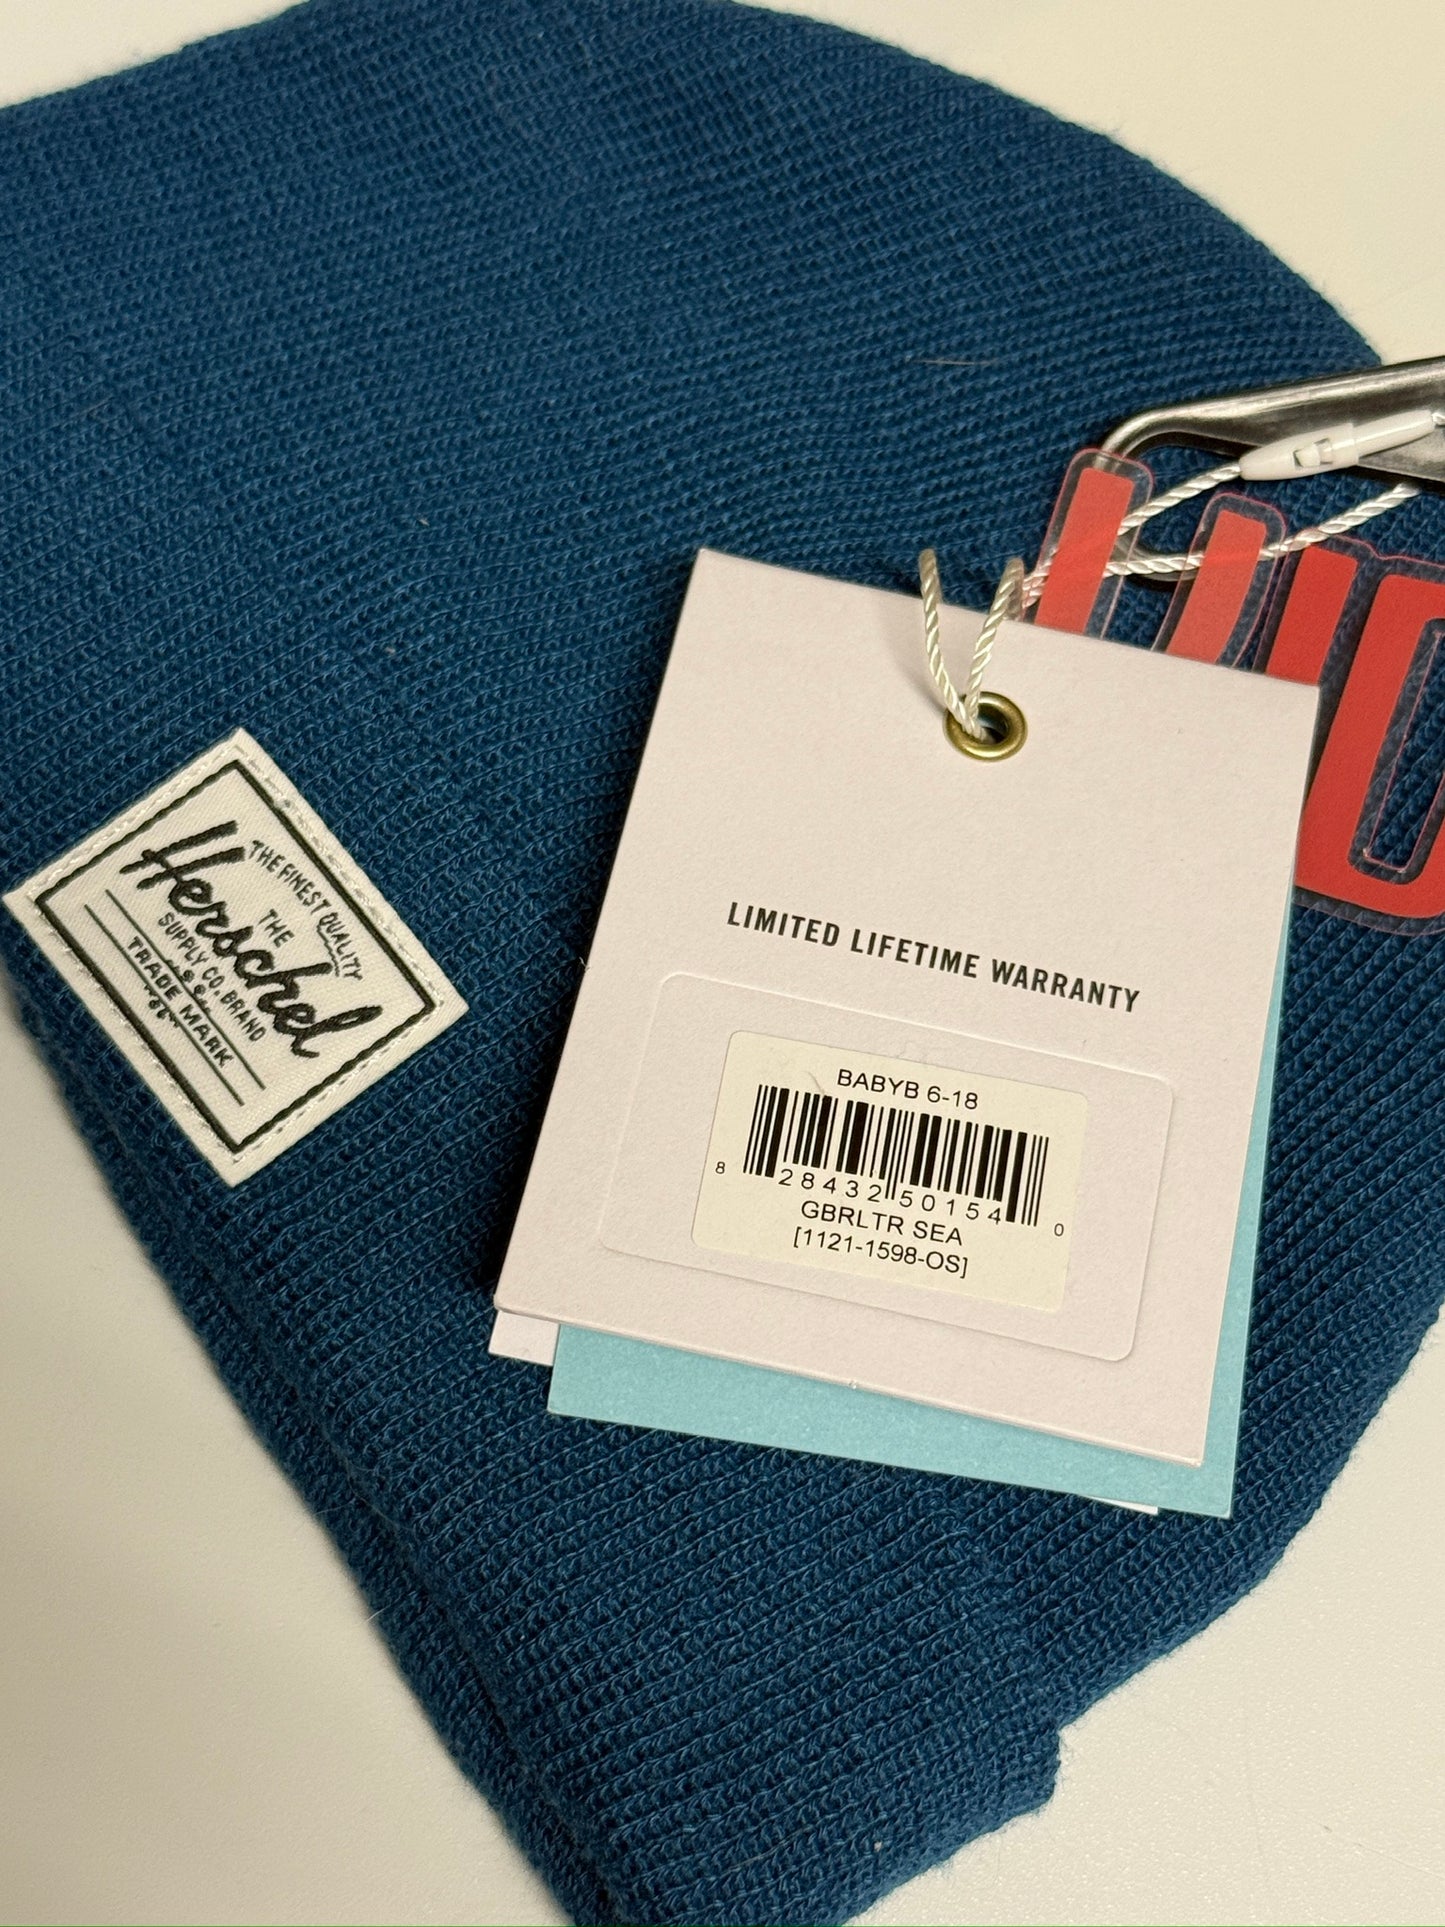 THE FINEST QUALITY
THE
Herschel
SUPPLY CO. BRAND
TRADE MARK
LIMITED LIFETIME WARRANTY
BABYB 6-18
8 28432 50154 0
GBRLTR SEA
[1121-1598-OS]